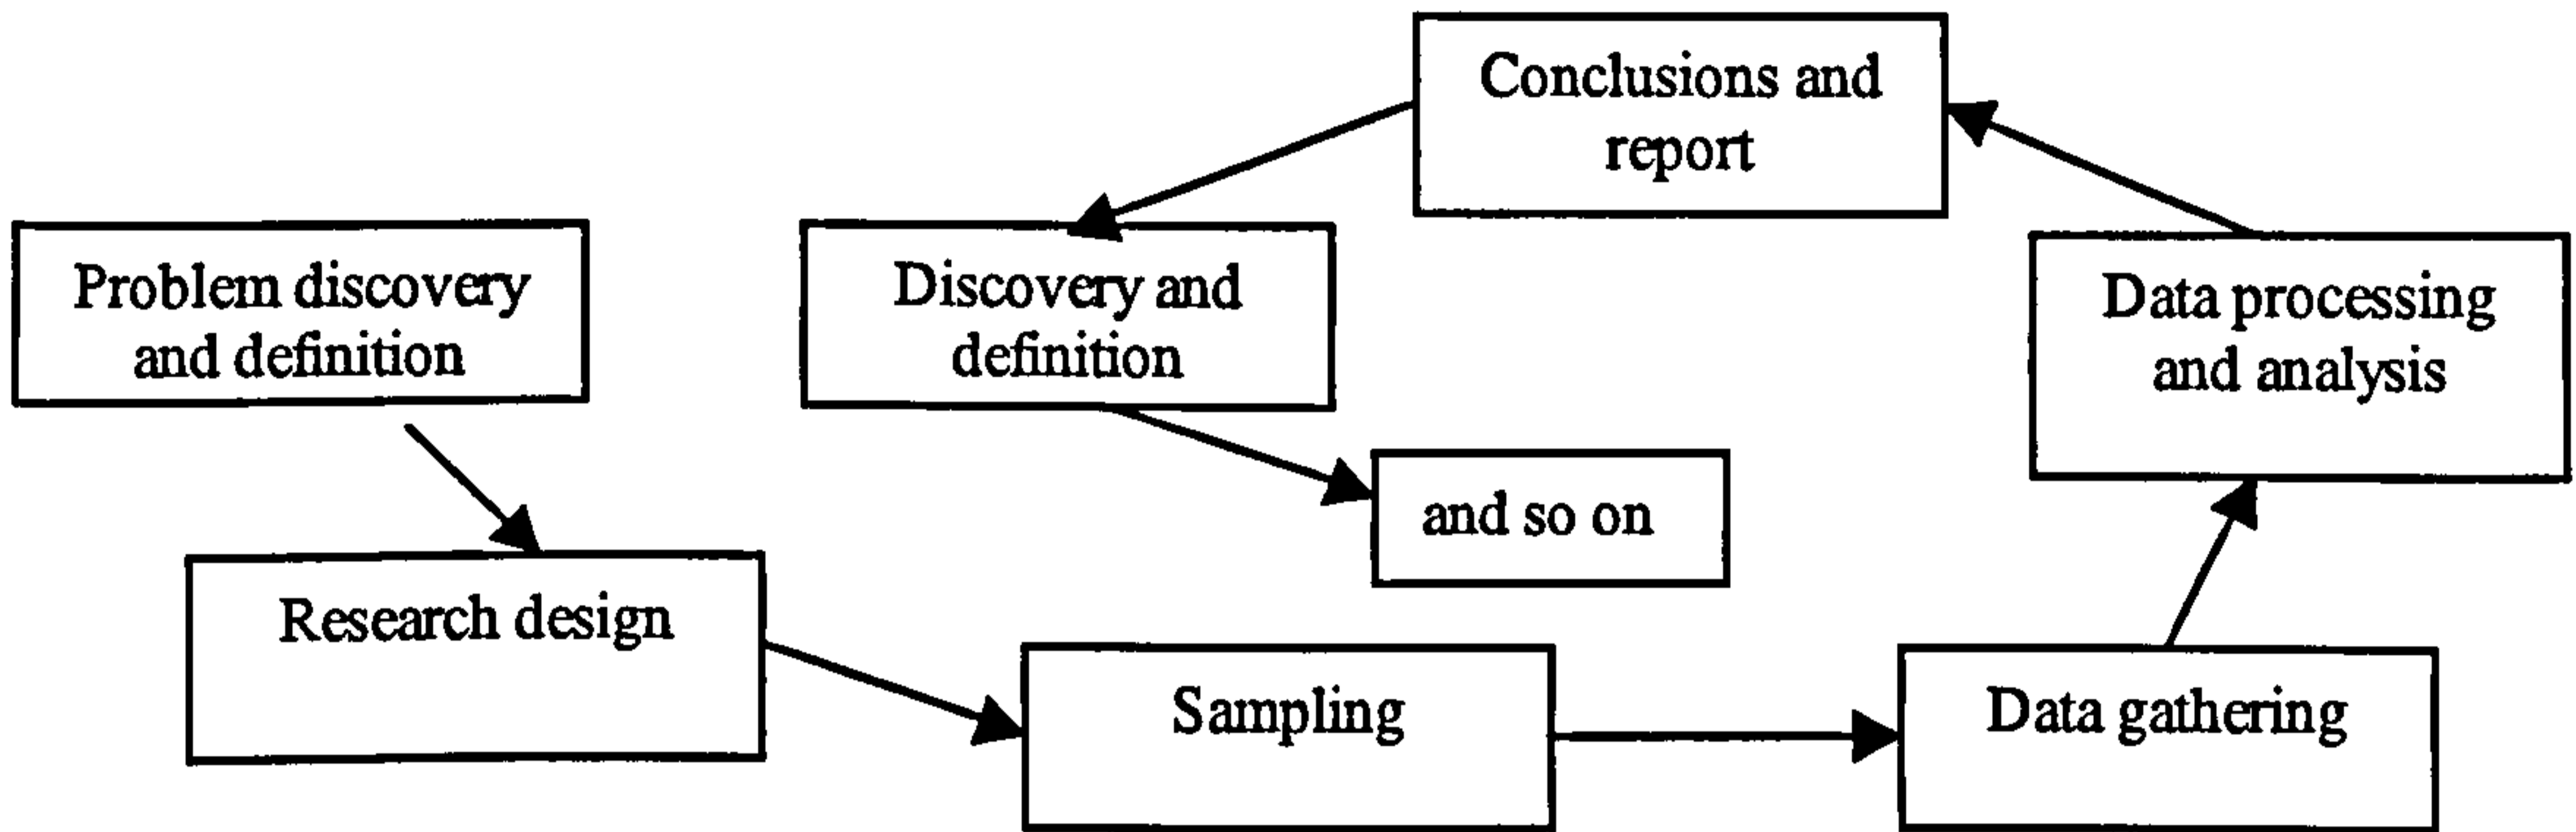 Problem discovery
and definition
Research design
Sampling
Data gathering
Data processing
and analysis
Conclusions and
report
Discovery and
definition
and so on